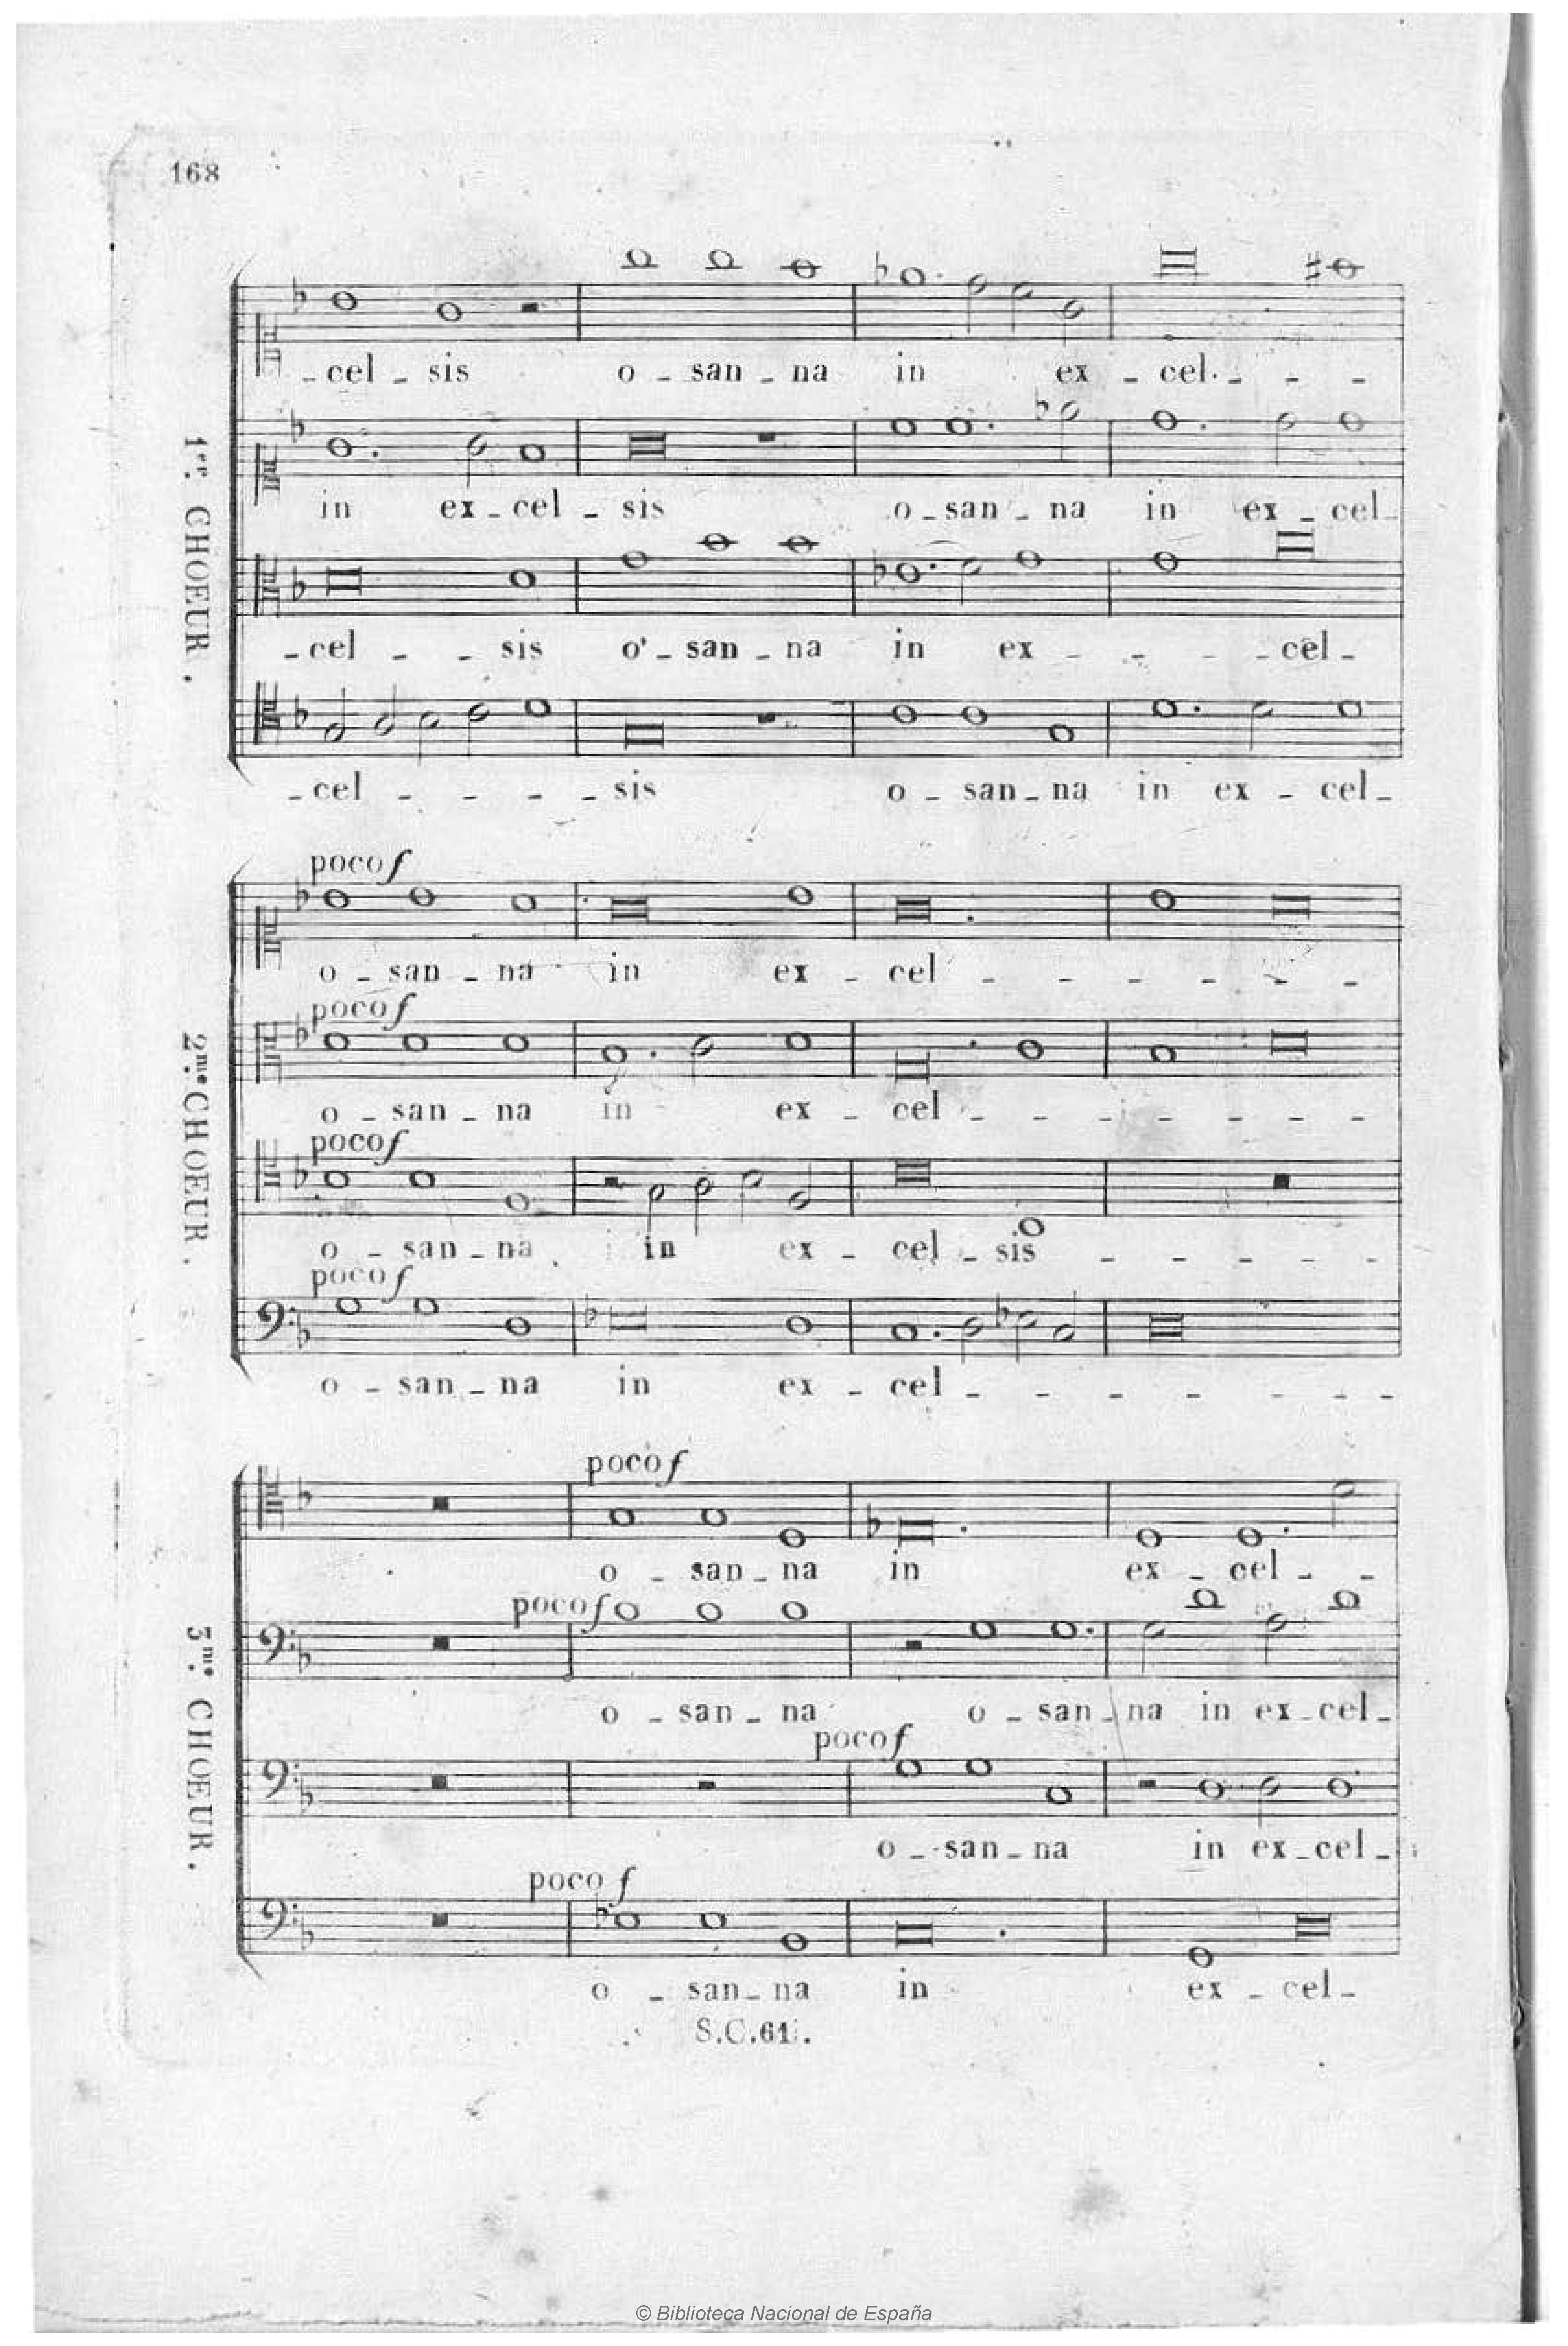 168
1er. CHOEUR.
- cel - sis o - san - na in ex - cel - - -
in ex - cel - sis o - san - na in ex - cel -
- cel - - sis o - san - na in ex - - - - cel -
- cel - - - - sis o - san - na in ex - cel -
2me. CHOEUR.
poco f
o - san - na in ex - cel - - - - - -
poco f
o - san - na in ex - cel - - - - - -
poco f
o - san - na in ex - cel - sis - - - - -
poco f
o - san - na in ex - cel - - - - - - -
3me. CHOEUR.
poco f
o - san - na in ex - cel - -
poco f
o - san - na o - san - na in ex - cel -
poco f
o - san - na in ex - cel -
poco f
o - san - na in ex - cel -
S.C.61.
© Biblioteca Nacional de España